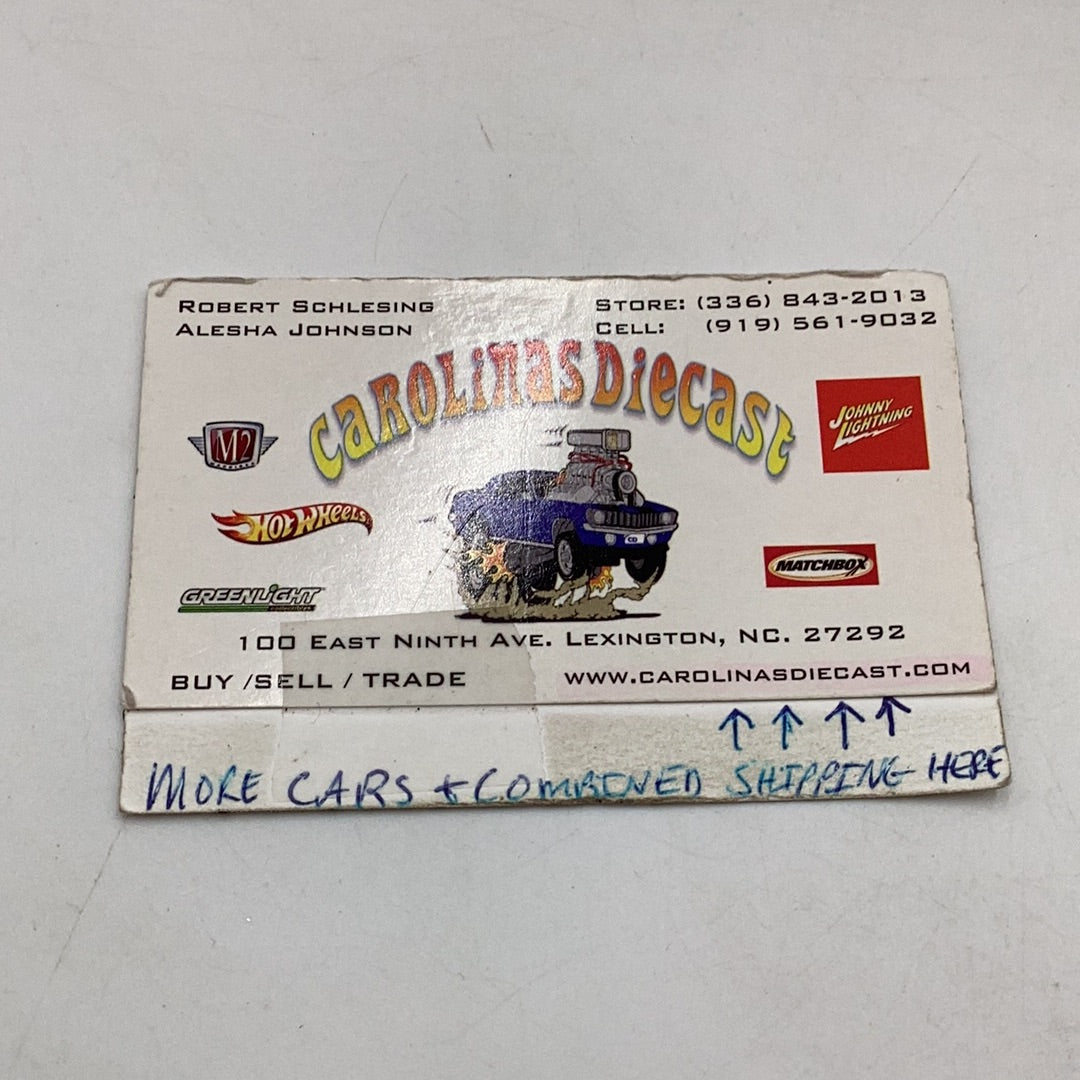 ROBERT SCHLESING
ALESHA JOHNSON
STORE: (336) 843-2013
CELL: (919) 561-9032
CAROLINAS DIECAST
M2
JOHNNY LIGHTNING
HOT WHEELS
CD
MATCHBOX
GREENLIGHT
100 EAST NINTH AVE. LEXINGTON, NC. 27292
BUY /SELL / TRADE
WWW.CAROLINASDIECAST.COM
MORE CARS + COMBINED SHIPPING HERE